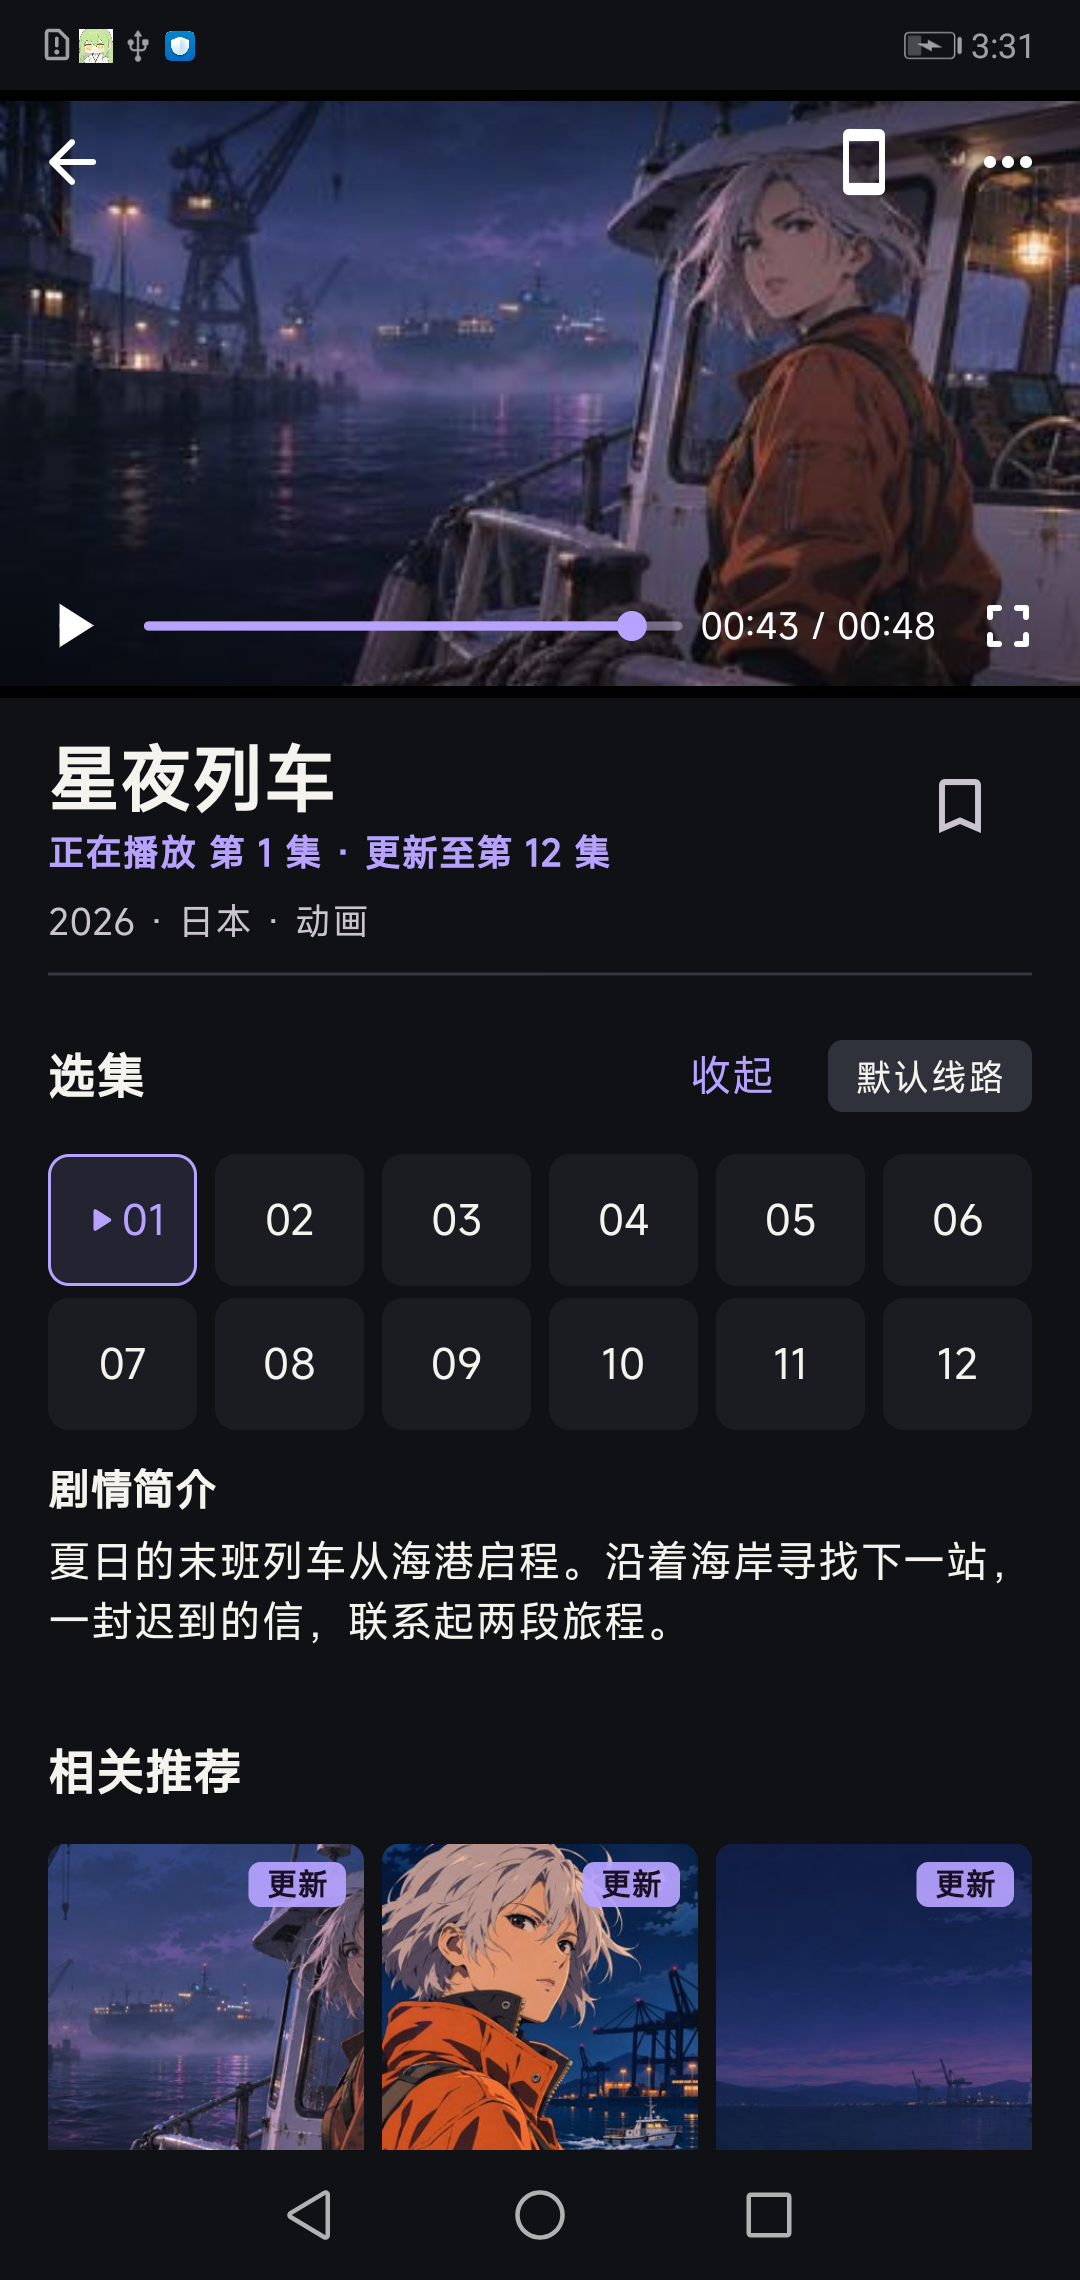 3:31
00:43 / 00:48
星夜列车
正在播放 第 1 集 · 更新至第 12 集
2026 · 日本 · 动画
选集
收起
默认线路
01
02
03
04
05
06
07
08
09
10
11
12
剧情简介
夏日的末班列车从海港启程。沿着海岸寻找下一站，
一封迟到的信，联系起两段旅程。
相关推荐
更新
更新
更新